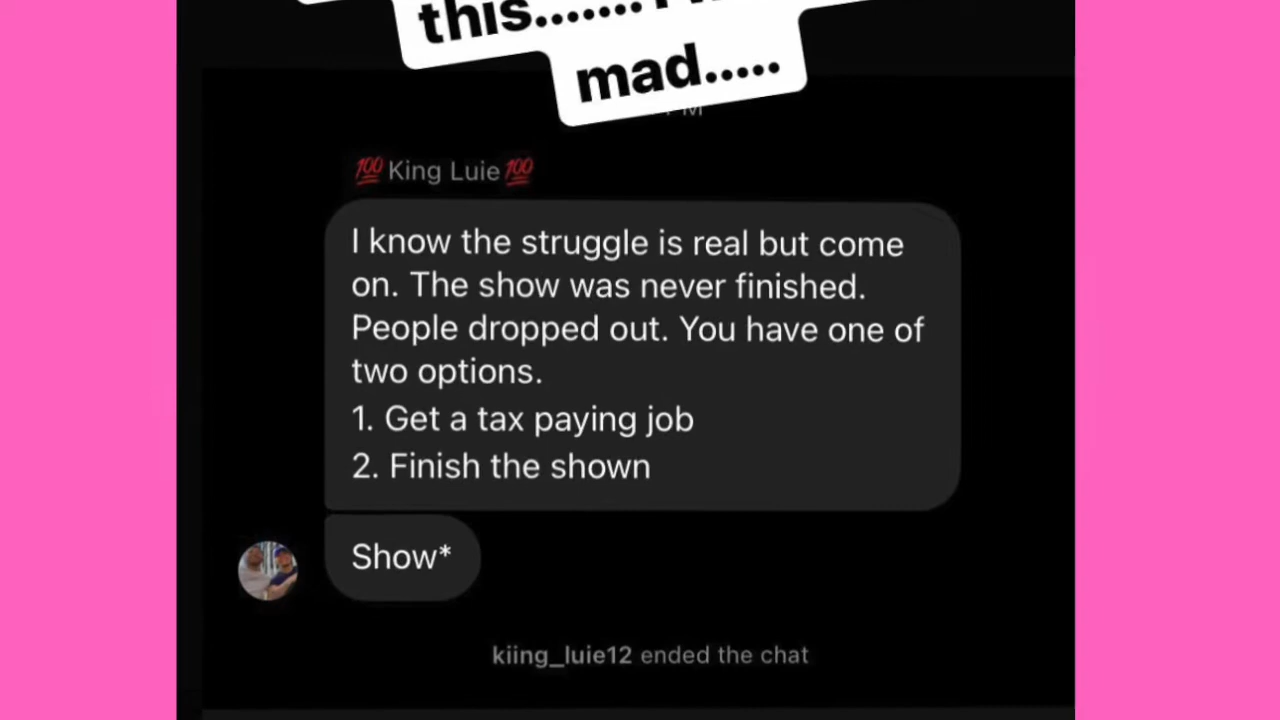 this.......
mad.....
M
💯King Luie💯
I know the struggle is real but come
on. The show was never finished.
People dropped out. You have one of
two options.
1. Get a tax paying job
2. Finish the shown
Show*
kiing_luie12 ended the chat